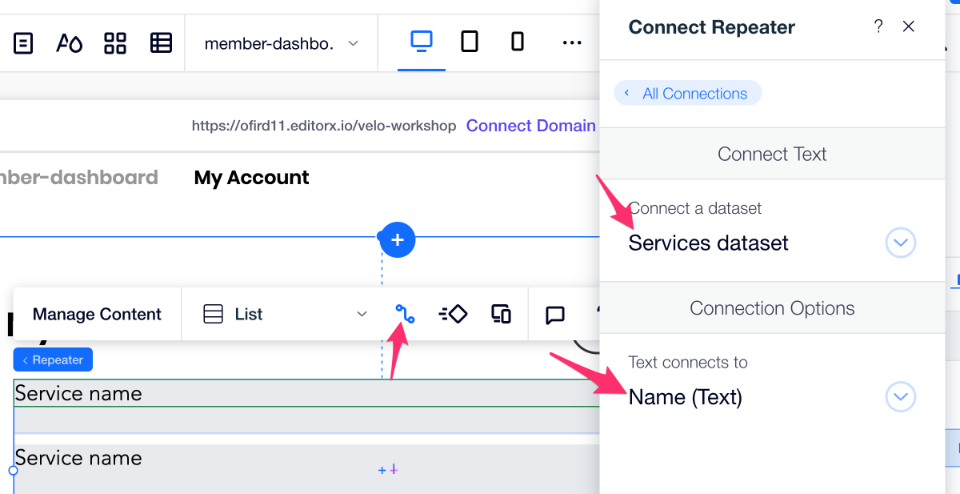 Connect Repeater
?
member-dashbo.
All Connections
https://ofird11.editorx.io/velo-workshop Connect Domain
Connect Text
nber-dashboard My Account
Connect a dataset
Services dataset
+
Connection Options
Manage Content List
Repeater
Text connects to
Name (Text)
Service name
Service name